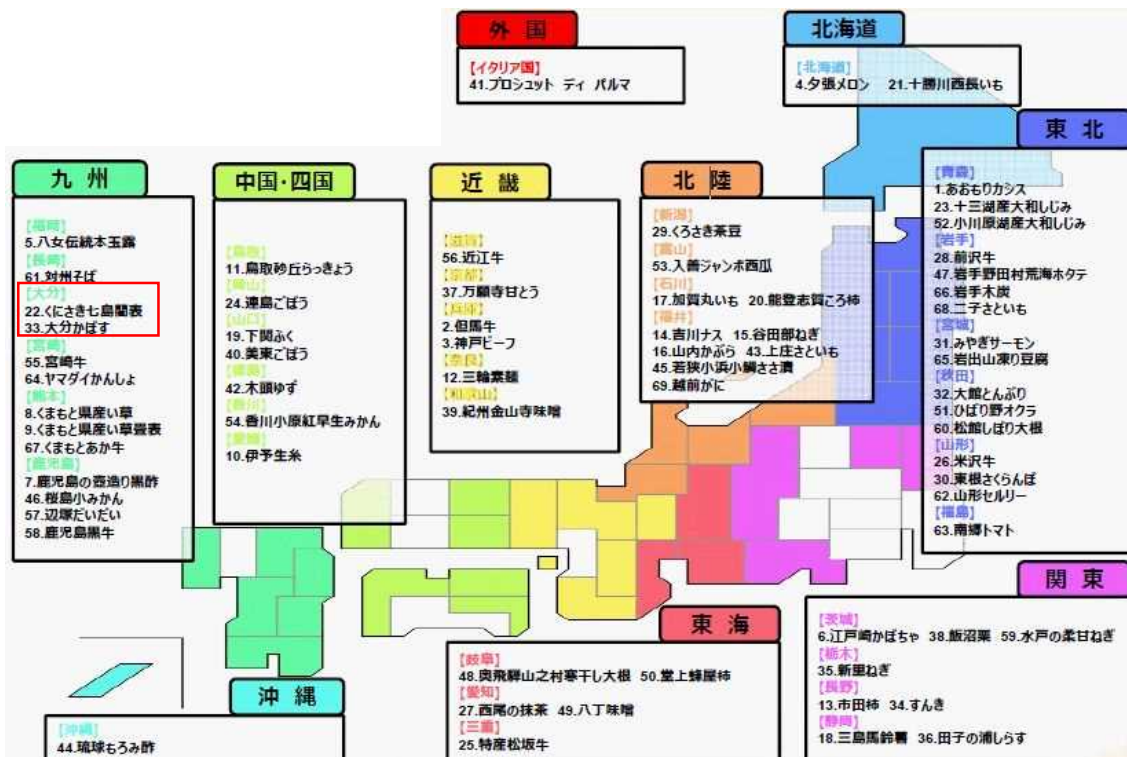 外国
【イタリア国】
41.プロシュット ディ パルマ
北海道
【北海道】
4.夕張メロン 21.十勝川西長いも
東北
【青森】
1.あおもりカシス
23.十三湖産大和しじみ
52.小川原湖産大和しじみ
【岩手】
28.前沢牛
47.岩手野田村荒海ホタテ
66.岩手木炭
68.二子さといも
【宮城】
31.みやぎサーモン
65.岩出山凍り豆腐
【秋田】
32.大館とんぶり
51.ひばり野オクラ
60.松館しぼり大根
【山形】
26.米沢牛
30.東根さくらんぼ
62.山形セルリー
【福島】
63.南郷トマト
九州
【福岡】
5.八女伝統本玉露
【長崎】
61.対州そば
【大分】
22.くにさき七島藺表
33.大分かぼす
【宮崎】
55.宮崎牛
64.ヤマダイかんしょ
【熊本】
8.くまもと県産い草
9.くまもと県産い草畳表
67.くまもとあか牛
【鹿児島】
7.鹿児島の壺造り黒酢
46.桜島小みかん
57.辺塚だいだい
58.鹿児島黒牛
中国・四国
【鳥取】
11.鳥取砂丘らっきょう
【岡山】
24.連島ごぼう
【山口】
19.下関ふく
40.美東ごぼう
【徳島】
42.木頭ゆず
【香川】
54.香川小原紅早生みかん
【愛媛】
10.伊予生糸
近畿
【滋賀】
56.近江牛
【京都】
37.万願寺甘とう
【兵庫】
2.但馬牛
3.神戸ビーフ
【奈良】
12.三輪素麺
【和歌山】
39.紀州金山寺味噌
北陸
【新潟】
29.くろさき茶豆
【富山】
53.入善ジャンボ西瓜
【石川】
17.加賀丸いも 20.能登志賀ころ柿
【福井】
14.吉川ナス 15.谷田部ねぎ
16.山内かぶら 43.上庄さといも
45.若狭小浜小鯛ささ漬
69.越前がに
関東
【茨城】
6.江戸崎かぼちゃ 38.飯沼栗 59.水戸の柔甘ねぎ
【栃木】
35.新里ねぎ
【長野】
13.市田柿 34.すんき
【静岡】
18.三島馬鈴薯 36.田子の浦しらす
東海
【岐阜】
48.奥飛騨山之村寒干し大根 50.堂上蜂屋柿
【愛知】
27.西尾の抹茶 49.八丁味噌
【三重】
25.特産松坂牛
沖縄
【沖縄】
44.琉球もろみ酢